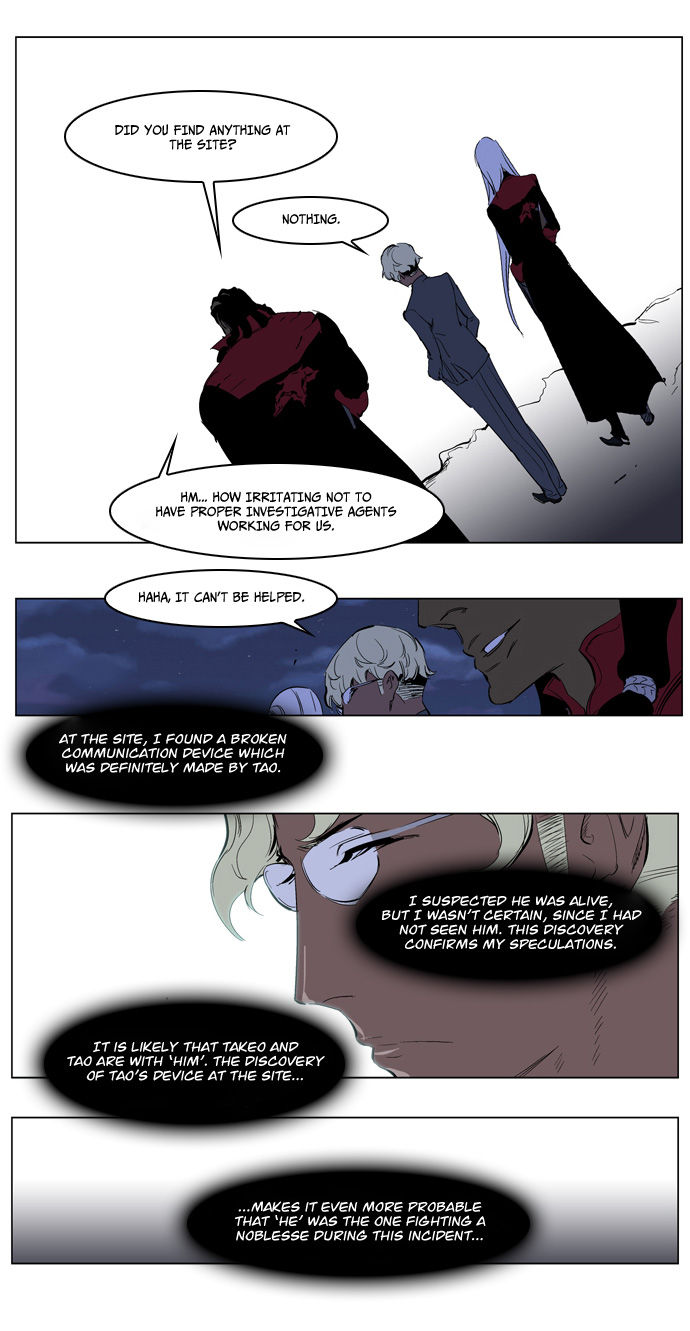 DID YOU FIND ANYTHING AT
THE SITE?
NOTHING.
HM... HOW IRRITATING NOT TO
HAVE PROPER INVESTIGATIVE AGENTS
WORKING FOR US.
HAHA, IT CAN'T BE HELPED.
AT THE SITE, I FOUND A BROKEN
COMMUNICATION DEVICE WHICH
WAS DEFINITELY MADE BY TAO.
I SUSPECTED HE WAS ALIVE,
BUT I WASN'T CERTAIN, SINCE I HAD
NOT SEEN HIM. THIS DISCOVERY
CONFIRMS MY SPECULATIONS.
IT IS LIKELY THAT TAKEO AND
TAO ARE WITH 'HIM'. THE DISCOVERY
OF TAO'S DEVICE AT THE SITE...
...MAKES IT EVEN MORE PROBABLE
THAT 'HE' WAS THE ONE FIGHTING A
NOBLESSE DURING THIS INCIDENT...